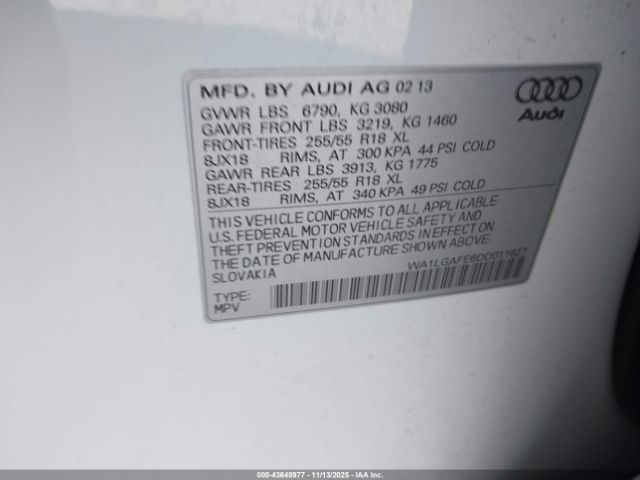 MFD. BY AUDI AG 02 13
GVWR LBS 6790, KG 3080
GAWR FRONT LBS 3219, KG 1460
FRONT-TIRES 255/55 R18 XL
8JX18 RIMS, AT 300 KPA 44 PSI COLD
GAWR REAR LBS 3913, KG 1775
REAR-TIRES 255/55 R18 XL
8JX18 RIMS, AT 340 KPA 49 PSI COLD
THIS VEHICLE CONFORMS TO ALL APPLICABLE
U.S. FEDERAL MOTOR VEHICLE SAFETY AND
THEFT PREVENTION STANDARDS IN EFFECT ON
THE DATE OF MANUFACTURE SHOWN ABOVE.
SLOVAKIA
WA1LGAFE6DD011627
TYPE:
MPV
Audi
000-43648977 - 11/13/2025 - IAA Inc.